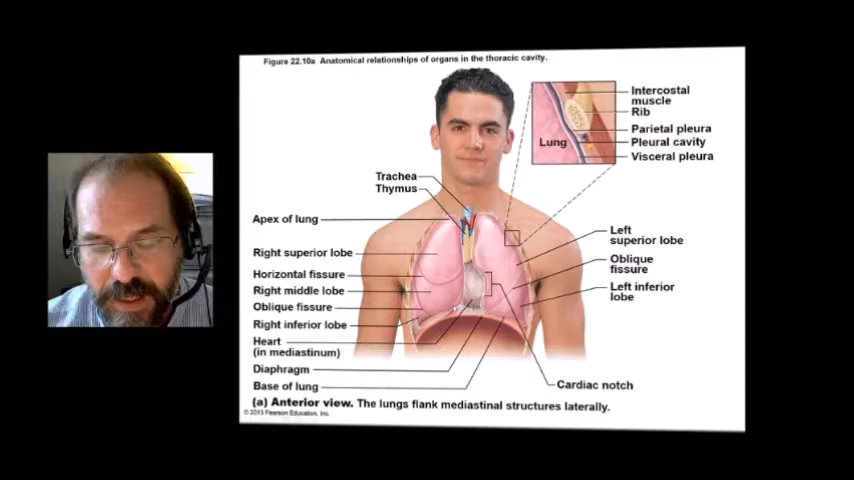 Figure 22.10a Anatomical relationships of organs in the thoracic cavity.
Intercostal
muscle
Rib
Parietal pleura
Pleural cavity
Visceral pleura
Lung
Trachea
Thymus
Apex of lung
Right superior lobe
Horizontal fissure
Right middle lobe
Oblique fissure
Right inferior lobe
Heart
(in mediastinum)
Diaphragm
Base of lung
Left
superior lobe
Oblique
fissure
Left inferior
lobe
Cardiac notch
(a) Anterior view. The lungs flank mediastinal structures laterally.
© 2013 Pearson Education, Inc.